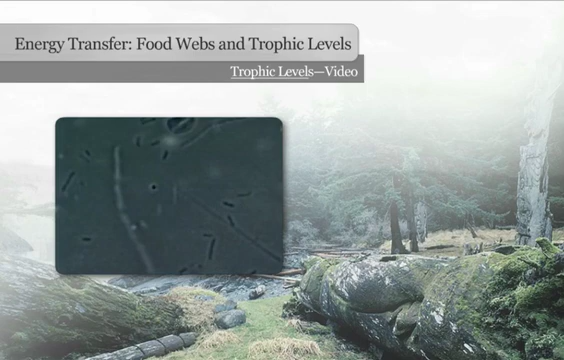 Energy Transfer: Food Webs and Trophic Levels
Trophic Levels—Video